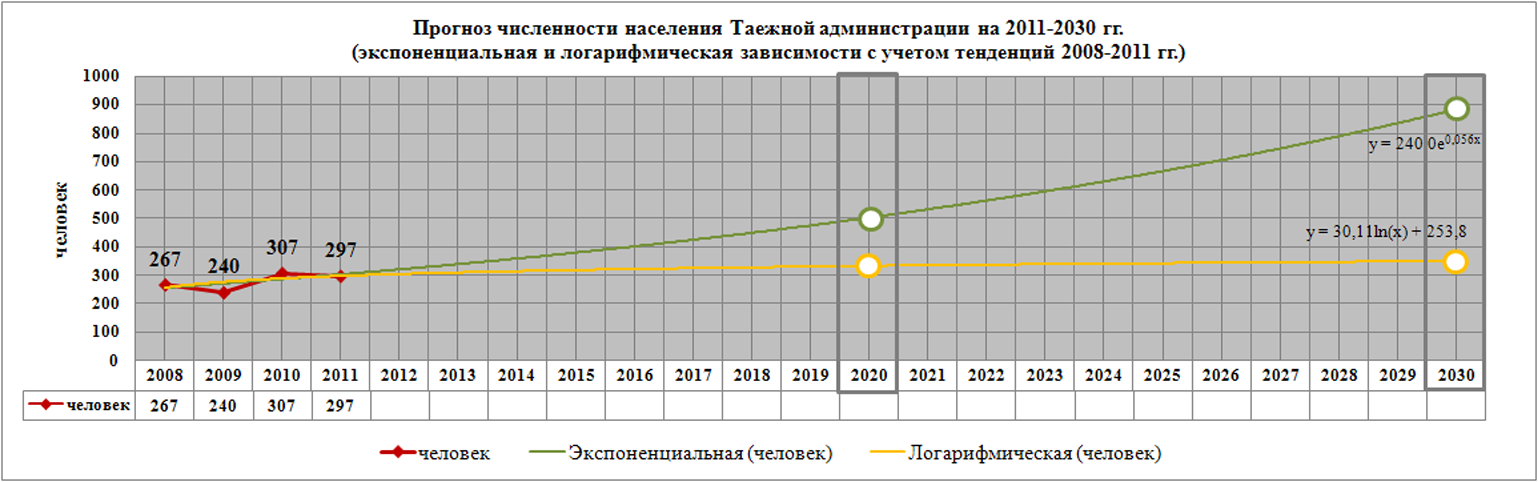 Прогноз численности населения Таежной администрации на 2011-2030 гг.
(экспоненциальная и логарифмическая зависимости с учетом тенденций 2008-2011 гг.)
человек
1000
900
800
700
600
500
400
300
200
100
0
267
240
307
297
y = 240 0e^0,056x
y = 30,11ln(x) + 253,8
2008 2009 2010 2011 2012 2013 2014 2015 2016 2017 2018 2019 2020 2021 2022 2023 2024 2025 2026 2027 2028 2029 2030
человек 267 240 307 297
человек Экспоненциальная (человек) Логарифмическая (человек)